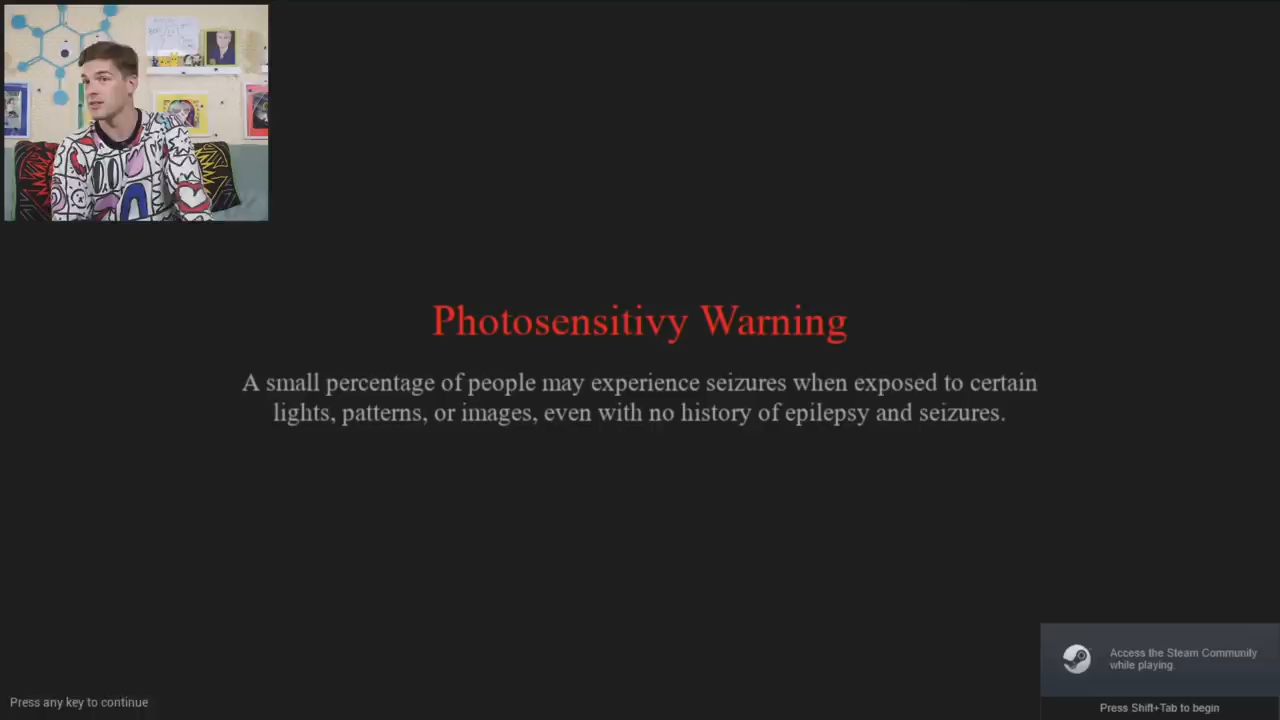 Photosensitivy Warning
A small percentage of people may experience seizures when exposed to certain
lights, patterns, or images, even with no history of epilepsy and seizures.
Access the Steam Community
while playing.
Press any key to continue
Press Shift+Tab to begin